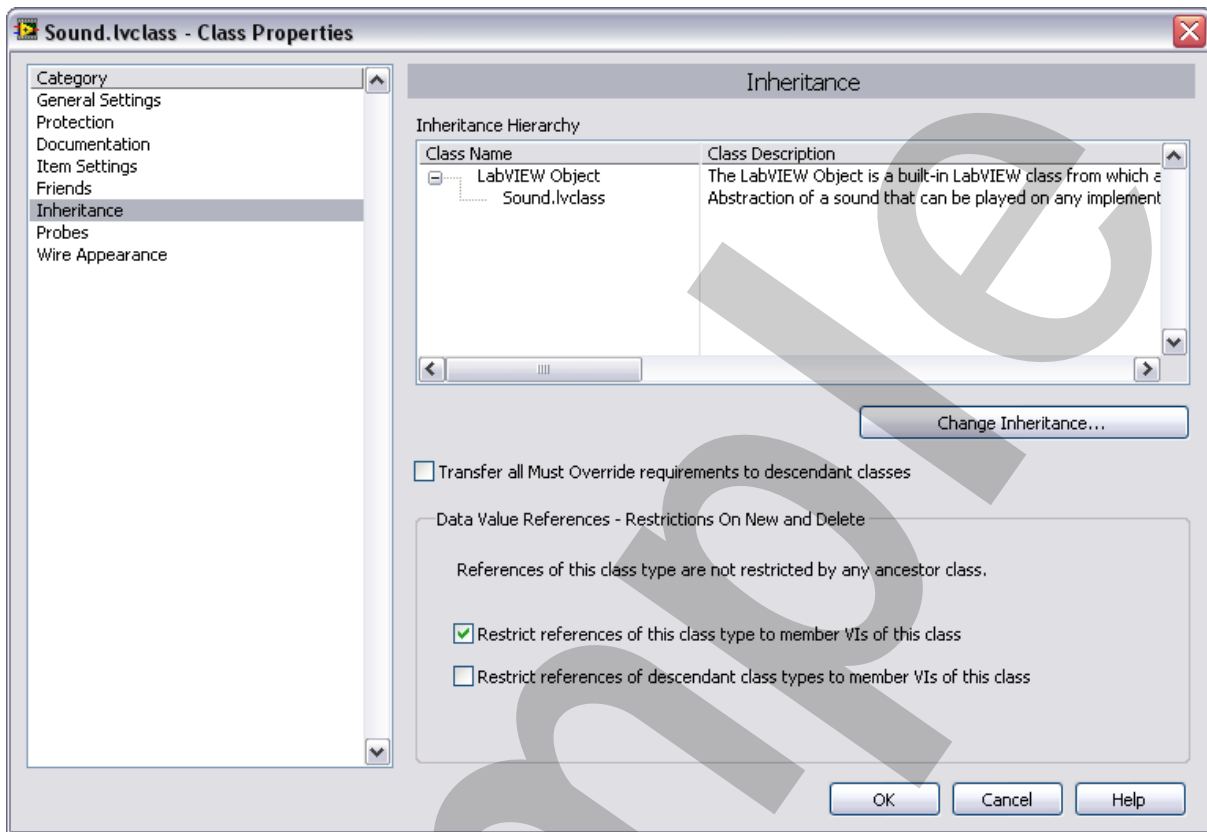 Sound.lvclass - Class Properties
Category
General Settings
Protection
Documentation
Item Settings
Friends
Inheritance
Probes
Wire Appearance
Inheritance
Inheritance Hierarchy
Class Name Class Description
LabVIEW Object The LabVIEW Object is a built-in LabVIEW class from which a
Sound.lvclass Abstraction of a sound that can be played on any implement
Change Inheritance...
Transfer all Must Override requirements to descendant classes
Data Value References - Restrictions On New and Delete
References of this class type are not restricted by any ancestor class.
Restrict references of this class type to member VIs of this class
Restrict references of descendant class types to member VIs of this class
OK Cancel Help
mple